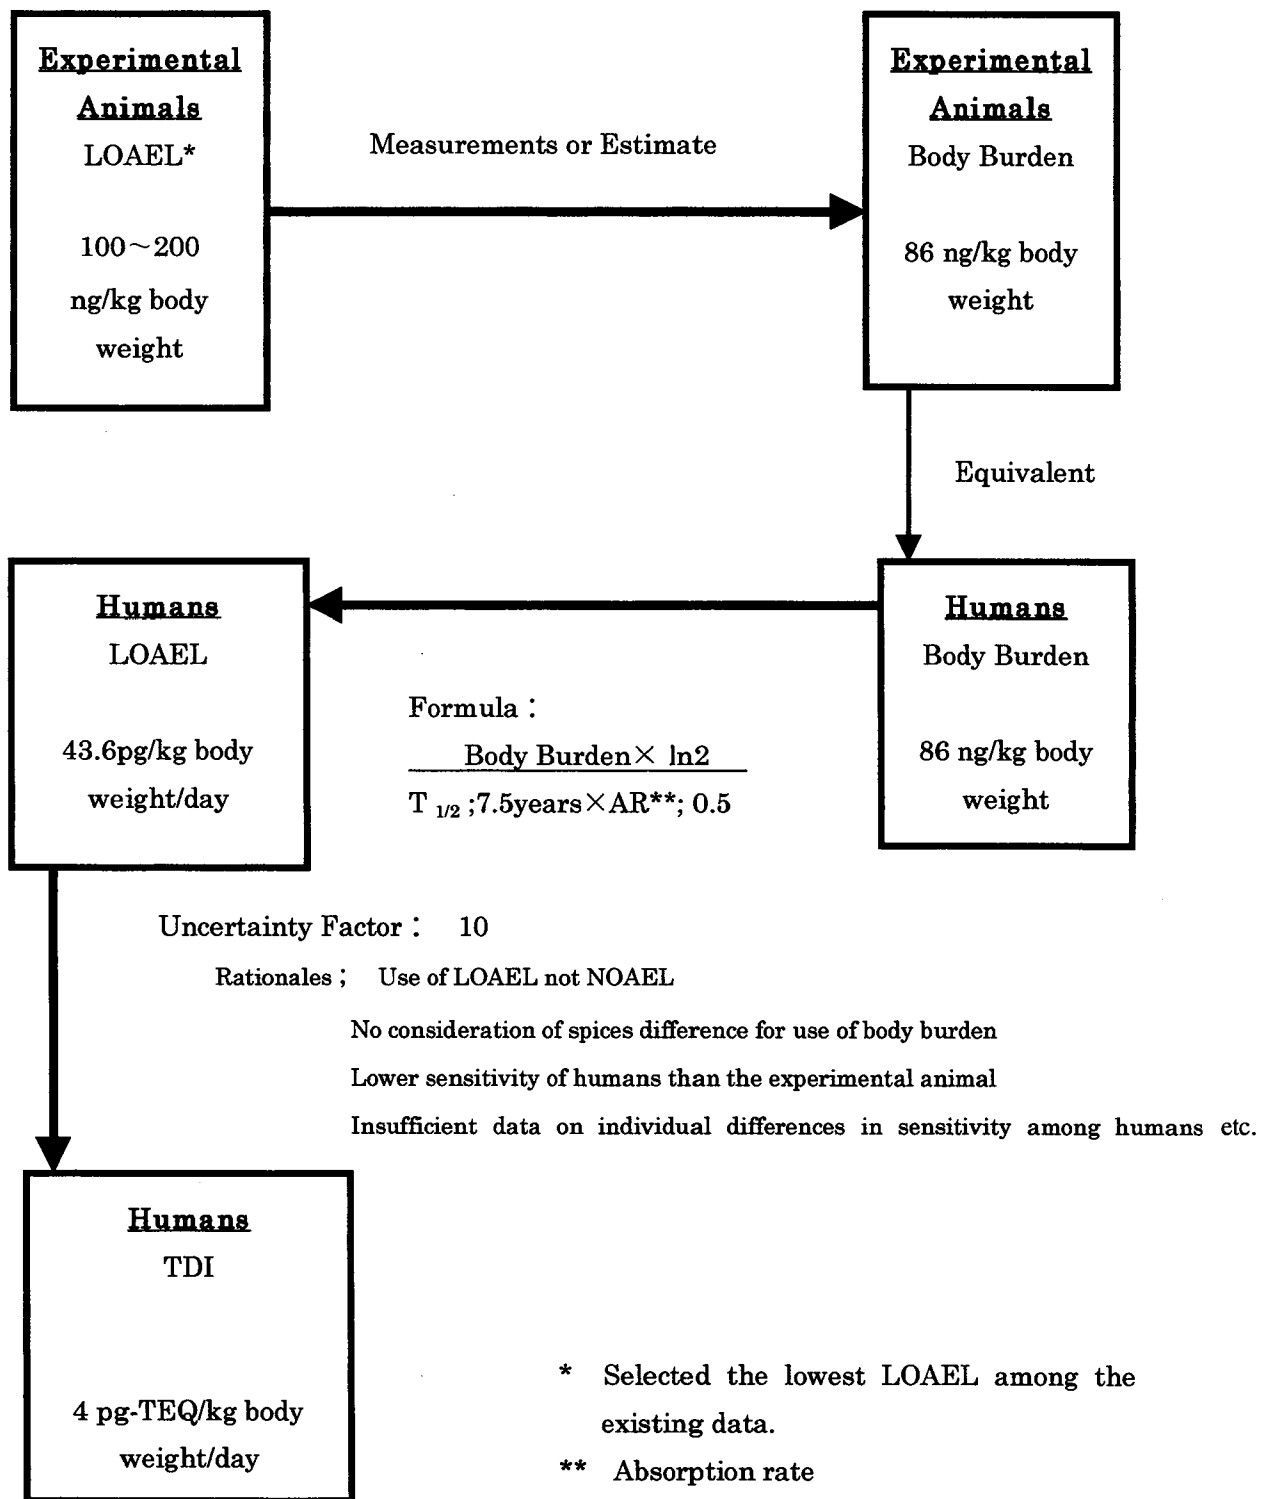 Experimental
Animals
LOAEL*
100～200
ng/kg body
weight
Measurements or Estimate
Experimental
Animals
Body Burden
86 ng/kg body
weight
Equivalent
Humans
LOAEL
43.6pg/kg body
weight/day
Formula：
Body Burden× ln2
T 1/2 ;7.5years×AR**; 0.5
Humans
Body Burden
86 ng/kg body
weight
Uncertainty Factor： 10
Rationales； Use of LOAEL not NOAEL
No consideration of spices difference for use of body burden
Lower sensitivity of humans than the experimental animal
Insufficient data on individual differences in sensitivity among humans etc.
Humans
TDI
4 pg-TEQ/kg body
weight/day
* Selected the lowest LOAEL among the
existing data.
** Absorption rate